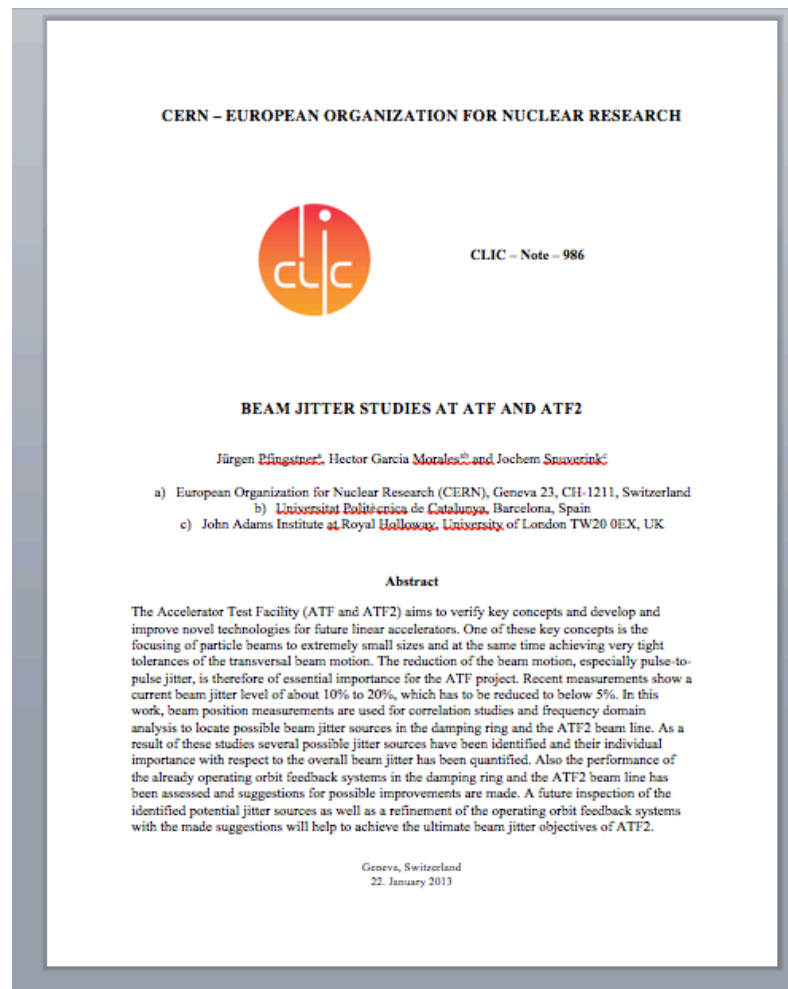 CERN – EUROPEAN ORGANIZATION FOR NUCLEAR RESEARCH
clic
CLIC – Note – 986
BEAM JITTER STUDIES AT ATF AND ATF2
Jürgen Pfingstnerᵃ, Hector Garcia Moralesᵃᵇ and Jochem Snuverinkᶜ
a) European Organization for Nuclear Research (CERN), Geneva 23, CH-1211, Switzerland
b) Universitat Politècnica de Catalunya, Barcelona, Spain
c) John Adams Institute at Royal Holloway, University of London TW20 0EX, UK
Abstract
The Accelerator Test Facility (ATF and ATF2) aims to verify key concepts and develop and
improve novel technologies for future linear accelerators. One of these key concepts is the
focusing of particle beams to extremely small sizes and at the same time achieving very tight
tolerances of the transversal beam motion. The reduction of the beam motion, especially pulse-to-
pulse jitter, is therefore of essential importance for the ATF project. Recent measurements show a
current beam jitter level of about 10% to 20%, which has to be reduced to below 5%. In this
work, beam position measurements are used for correlation studies and frequency domain
analysis to locate possible beam jitter sources in the damping ring and the ATF2 beam line. As a
result of these studies several possible jitter sources have been identified and their individual
importance with respect to the overall beam jitter has been quantified. Also the performance of
the already operating orbit feedback systems in the damping ring and the ATF2 beam line has
been assessed and suggestions for possible improvements are made. A future inspection of the
identified potential jitter sources as well as a refinement of the operating orbit feedback systems
with the made suggestions will help to achieve the ultimate beam jitter objectives of ATF2.
Geneva, Switzerland
22. January 2013